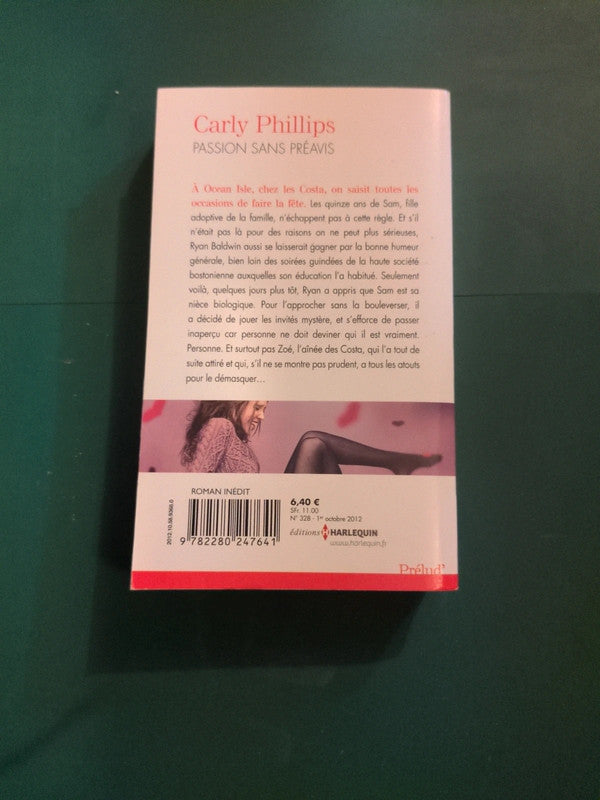 Carly Phillips
PASSION SANS PRÉAVIS
À Ocean Isle, chez les Costa, on saisit toutes les
occasions de faire la fête. Les quinze ans de Sam, fille
adoptive de la famille, n'échappent pas à cette règle. Et s'il
n'était pas là pour des raisons on ne peut plus sérieuses,
Ryan Baldwin aussi se laisserait gagner par la bonne humeur
générale, bien loin des soirées guindées de la haute société
bostonienne auxquelles son éducation l'a habitué. Seulement
voilà, quelques jours plus tôt, Ryan a appris que Sam est sa
nièce biologique. Pour l'approcher sans la bouleverser, il
a décidé de jouer les invités mystère, et s'efforce de passer
inaperçu car personne ne doit deviner qui il est vraiment.
Personne. Et surtout pas Zoé, l'aînée des Costa, qui l'a tout de
suite attiré et qui, s'il ne se montre pas prudent, a tous les atouts
pour le démasquer…
ROMAN INÉDIT
2012.10.58.9368.0
9 782280 247641
6,40 €
SFr. 11.00
N° 328 - 1er octobre 2012
éditions HARLEQUIN
www.harlequin.fr
Prélud'